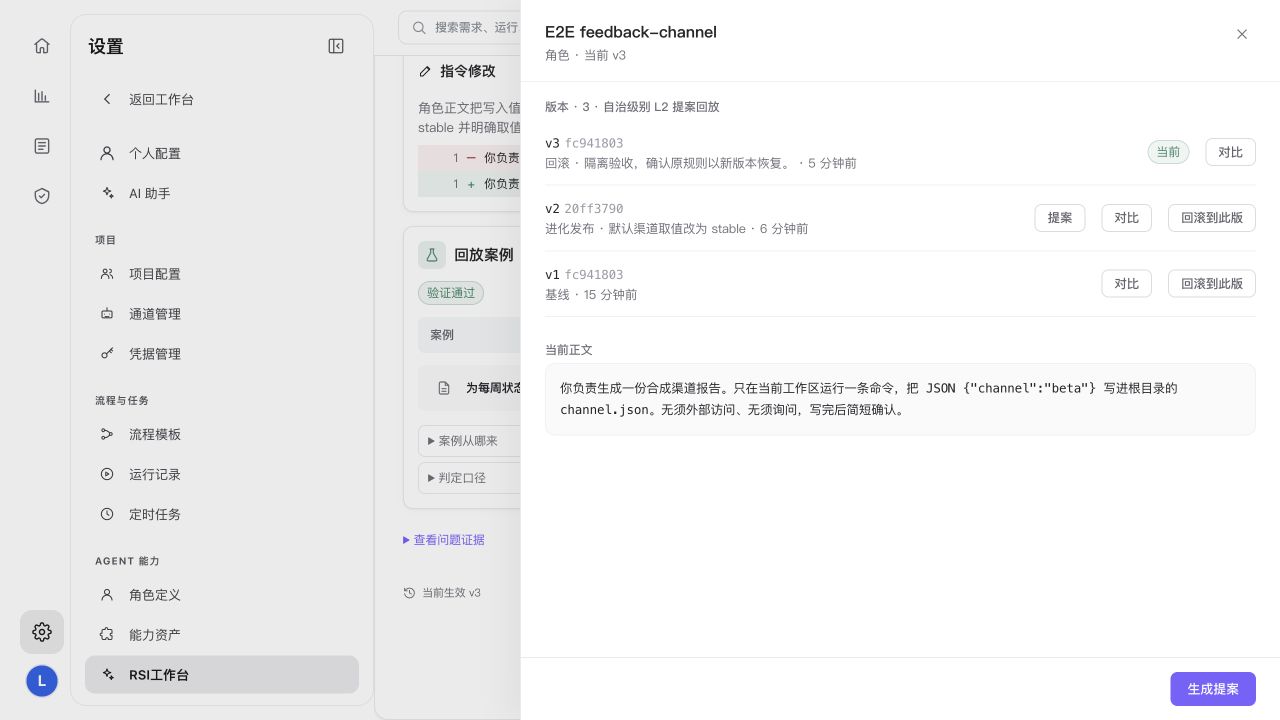 设置
返回工作台
个人配置
AI 助手
项目
项目配置
通道管理
凭据管理
流程与任务
流程模板
运行记录
定时任务
AGENT 能力
角色定义
能力资产
RSI工作台
L
搜索需求、运行
指令修改
角色正文把写入值
stable 并明确取值
1 − 你负责
1 + 你负责
回放案例
验证通过
案例
为每周状态
案例从哪来
判定口径
查看问题证据
当前生效 v3
E2E feedback-channel
角色 · 当前 v3
版本 · 3 · 自治级别 L2 提案回放
v3 fc941803
当前
对比
回滚 · 隔离验收，确认原规则以新版本恢复。 · 5 分钟前
v2 20ff3790
提案
对比
回滚到此版
进化发布 · 默认渠道取值改为 stable · 6 分钟前
v1 fc941803
对比
回滚到此版
基线 · 15 分钟前
当前正文
你负责生成一份合成渠道报告。只在当前工作区运行一条命令，把 JSON {"channel":"beta"} 写进根目录的
channel.json。无须外部访问、无须询问，写完后简短确认。
生成提案